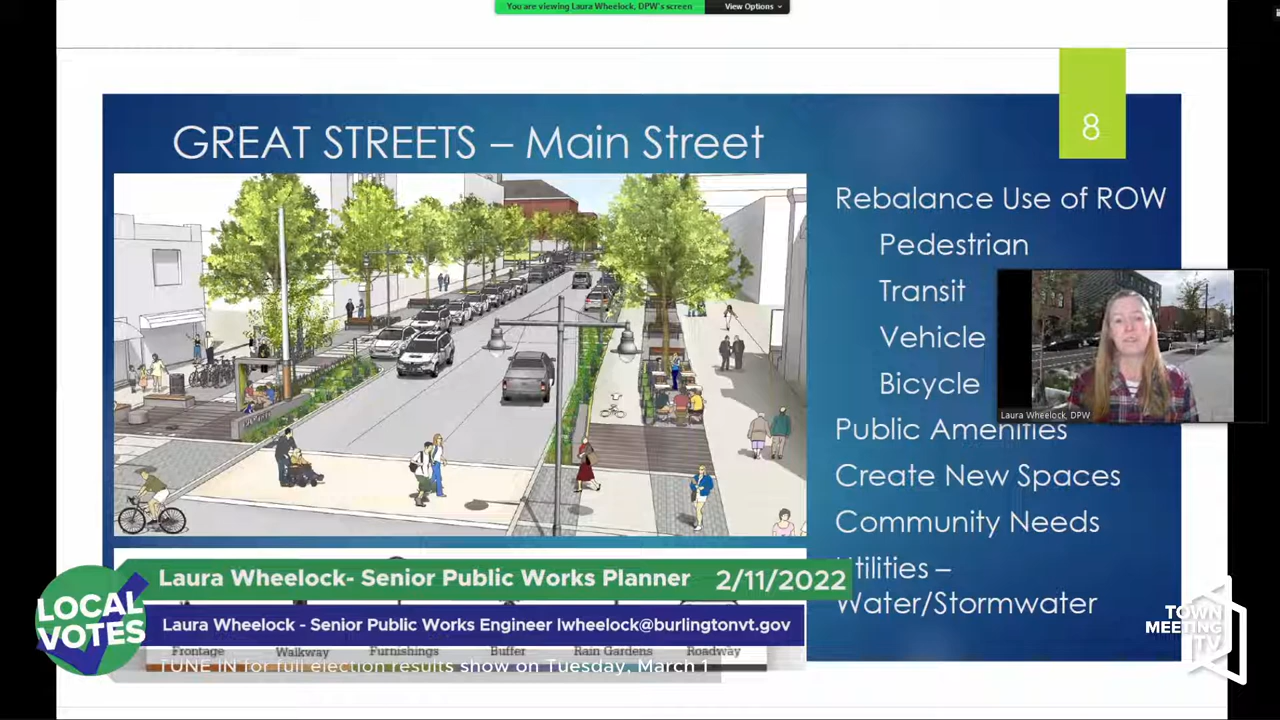 You are viewing Laura Wheelock, DPW's screen
View Options
8
GREAT STREETS – Main Street
Rebalance Use of ROW
Pedestrian
Transit
Vehicle
Bicycle
Public Amenities
Create New Spaces
Community Needs
Utilities –
Water/Stormwater
Laura Wheelock, DPW
Laura Wheelock- Senior Public Works Planner
2/11/2022
LOCAL
VOTES
Laura Wheelock - Senior Public Works Engineer lwheelock@burlingtonvt.gov
Frontage Walkway Furnishings Buffer Rain Gardens Roadway
TUNE IN for full election results show on Tuesday, March 1
TOWN
MEETING
TV